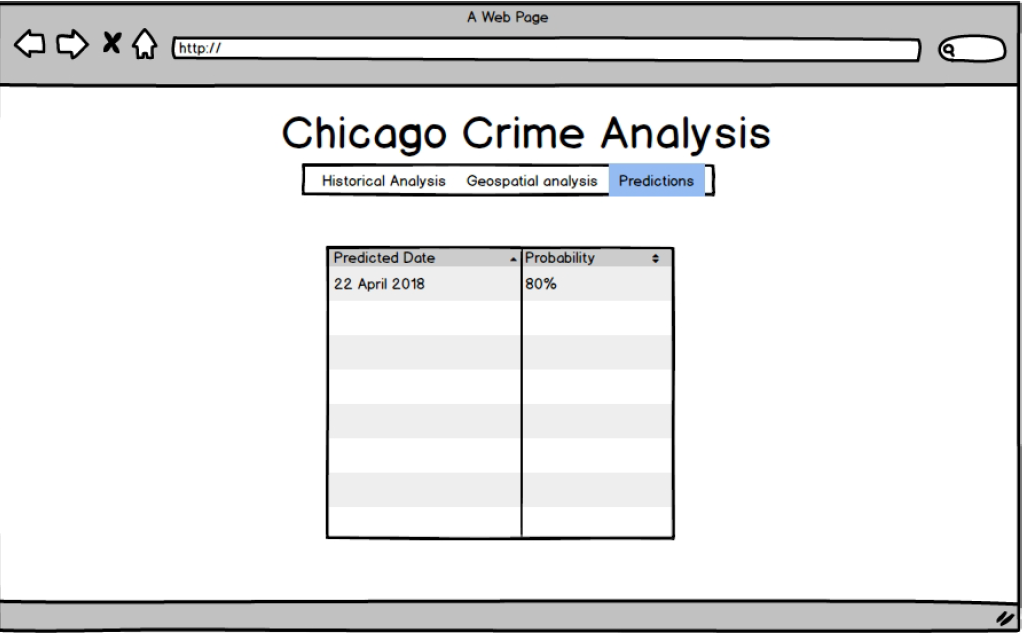 A Web Page
http://
Chicago Crime Analysis
Historical Analysis Geospatial analysis Predictions
Predicted Date Probability
22 April 2018 80%